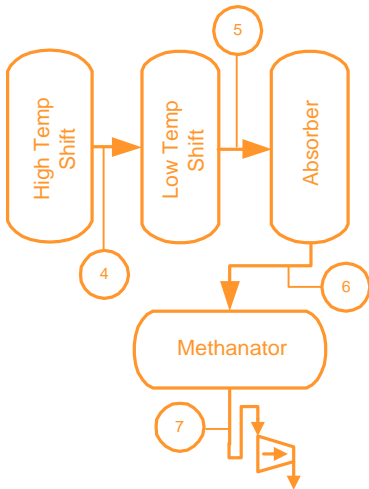 5
High Temp
Shift
Low Temp
Shift
Absorber
4
6
Methanator
7